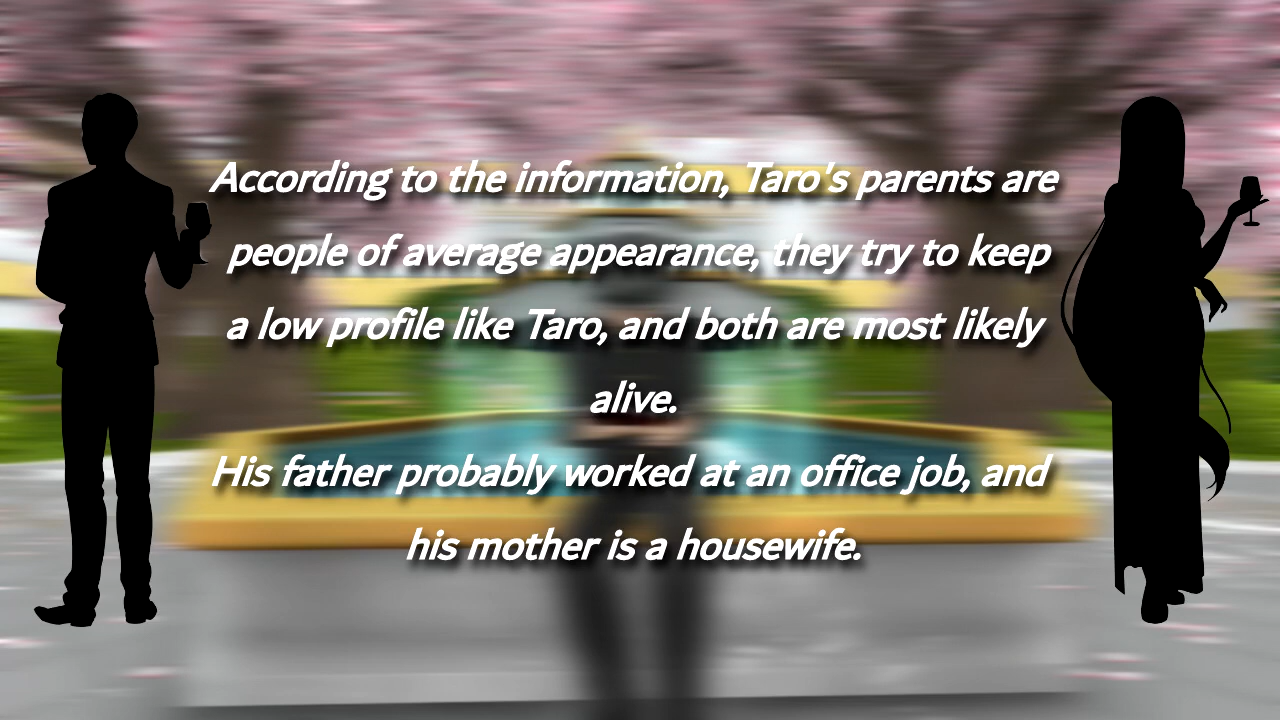 According to the information, Taro's parents are
people of average appearance, they try to keep
a low profile like Taro, and both are most likely
alive.
His father probably worked at an office job, and
his mother is a housewife.